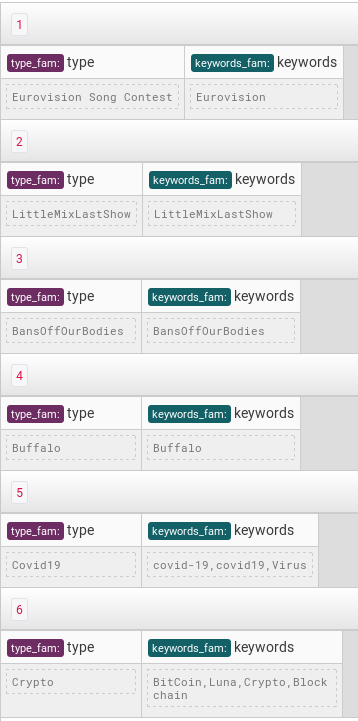 1
type_fam: type keywords_fam: keywords
Eurovision Song Contest Eurovision
2
type_fam: type keywords_fam: keywords
LittleMixLastShow LittleMixLastShow
3
type_fam: type keywords_fam: keywords
BansOffOurBodies BansOffOurBodies
4
type_fam: type keywords_fam: keywords
Buffalo Buffalo
5
type_fam: type keywords_fam: keywords
Covid19 covid-19,covid19,Virus
6
type_fam: type keywords_fam: keywords
Crypto BitCoin,Luna,Crypto,Block
chain